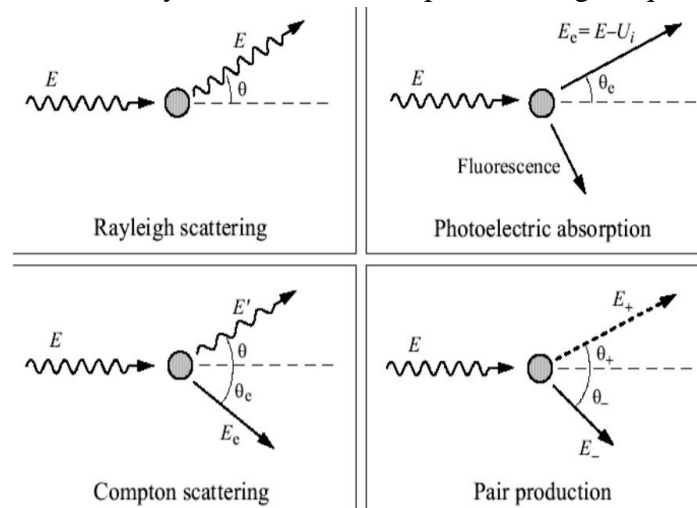 E
E
θ
Rayleigh scattering
E
Eₑ = E–Uᵢ
θₑ
Fluorescence
Photoelectric absorption
E
E′
θ
θₑ
Eₑ
Compton scattering
E
E₊
θ₊
θ₋
E₋
Pair production